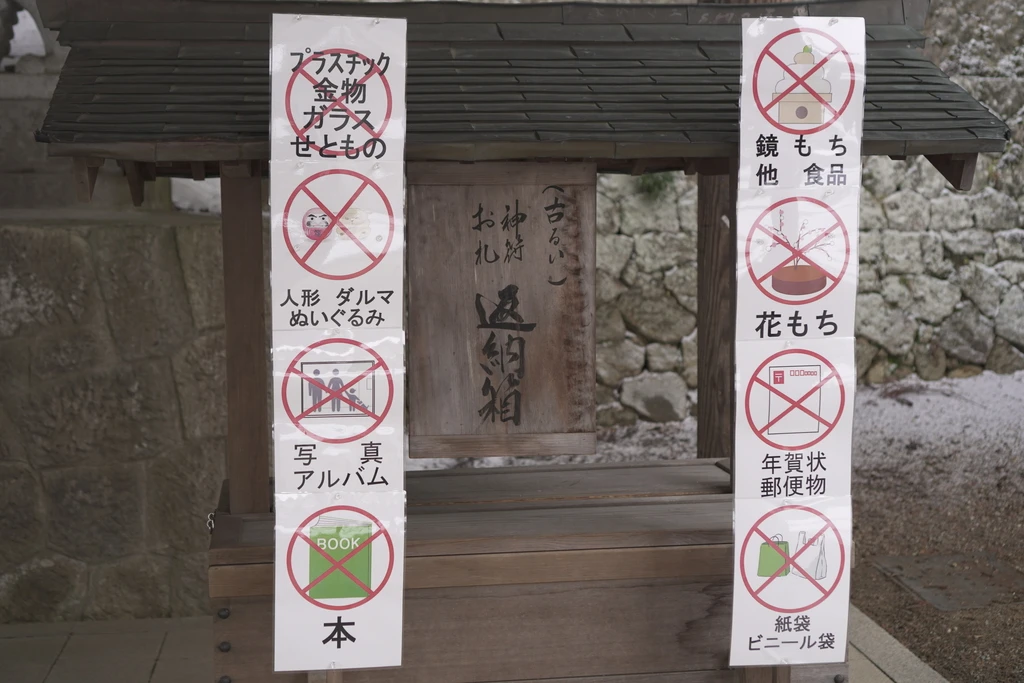 プラスチック
金物
ガラス
せともの
人形 ダルマ
ぬいぐるみ
写 真
アルバム
BOOK
本
(古るい)
神符
お札
返納箱
鏡 もち
他 食品
花もち
年賀状
郵便物
紙袋
ビニール袋